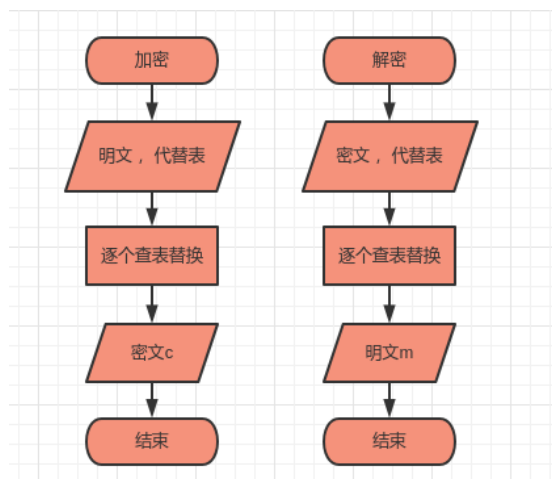 加密
明文，代替表
逐个查表替换
密文c
结束
解密
密文，代替表
逐个查表替换
明文m
结束